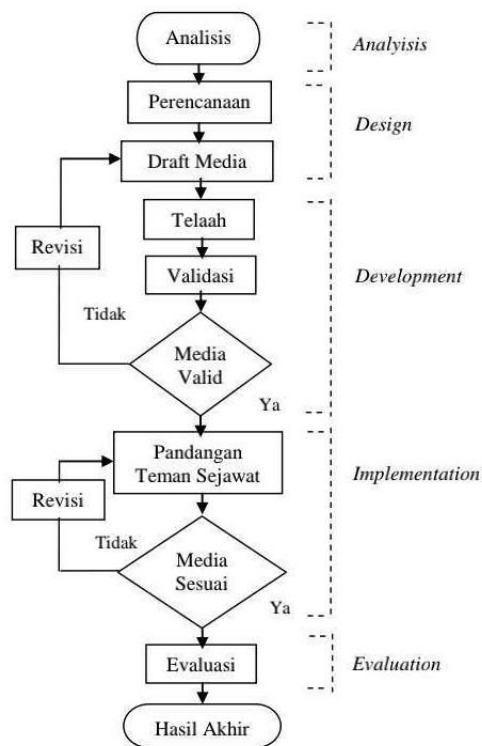 Analisis
Analyisis
Perencanaan
Design
Draft Media
Telaah
Revisi
Validasi
Development
Tidak
Media
Valid
Ya
Pandangan
Teman Sejawat
Implementation
Revisi
Tidak
Media
Sesuai
Ya
Evaluasi
Evaluation
Hasil Akhir